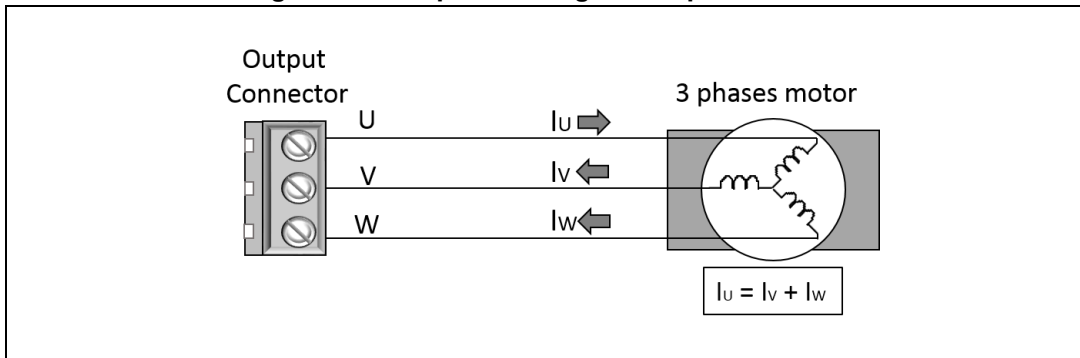 Output
Connector
3 phases motor
U
IU
V
IV
W
IW
IU = IV + IW